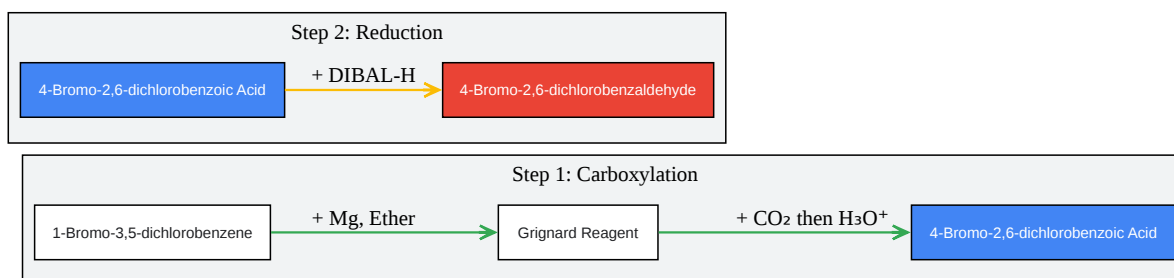 Step 2: Reduction
4-Bromo-2,6-dichlorobenzoic Acid
+ DIBAL-H
4-Bromo-2,6-dichlorobenzaldehyde
Step 1: Carboxylation
1-Bromo-3,5-dichlorobenzene
+ Mg, Ether
Grignard Reagent
+ CO₂ then H₃O⁺
4-Bromo-2,6-dichlorobenzoic Acid